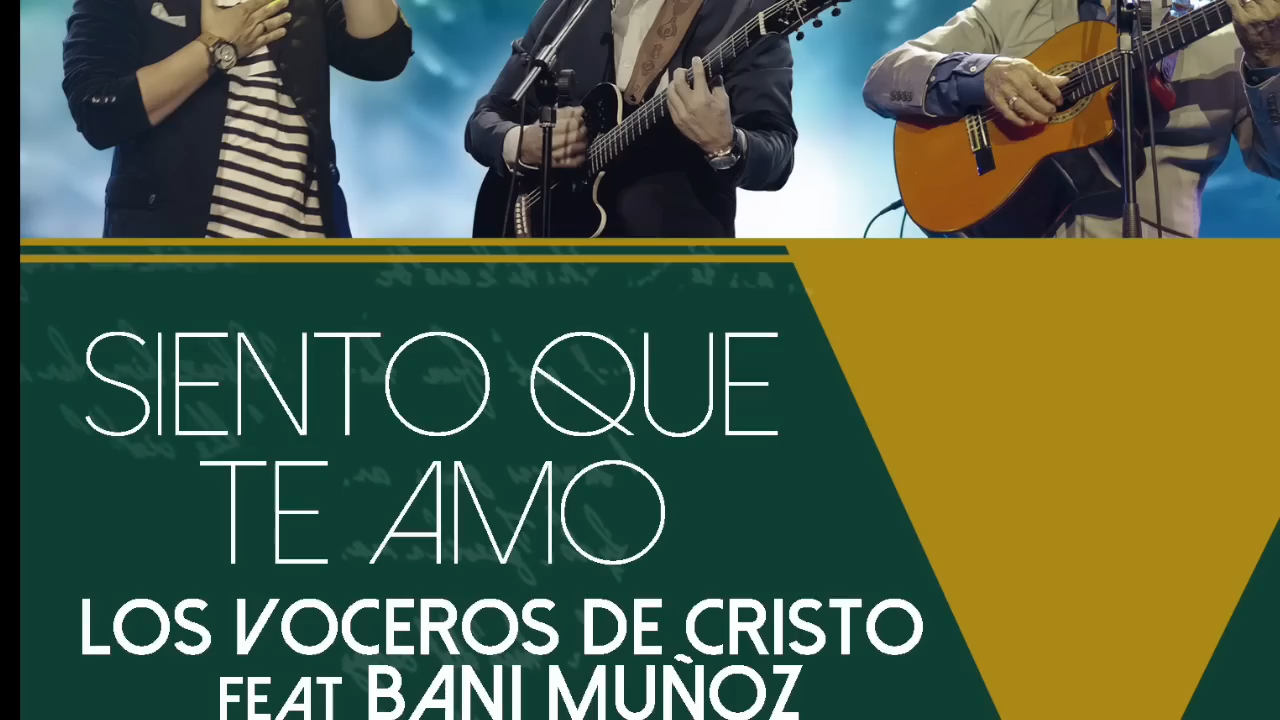 SIENTO QUE
TE AMO
LOS VOCEROS DE CRISTO
FEAT BANI MUÑOZ